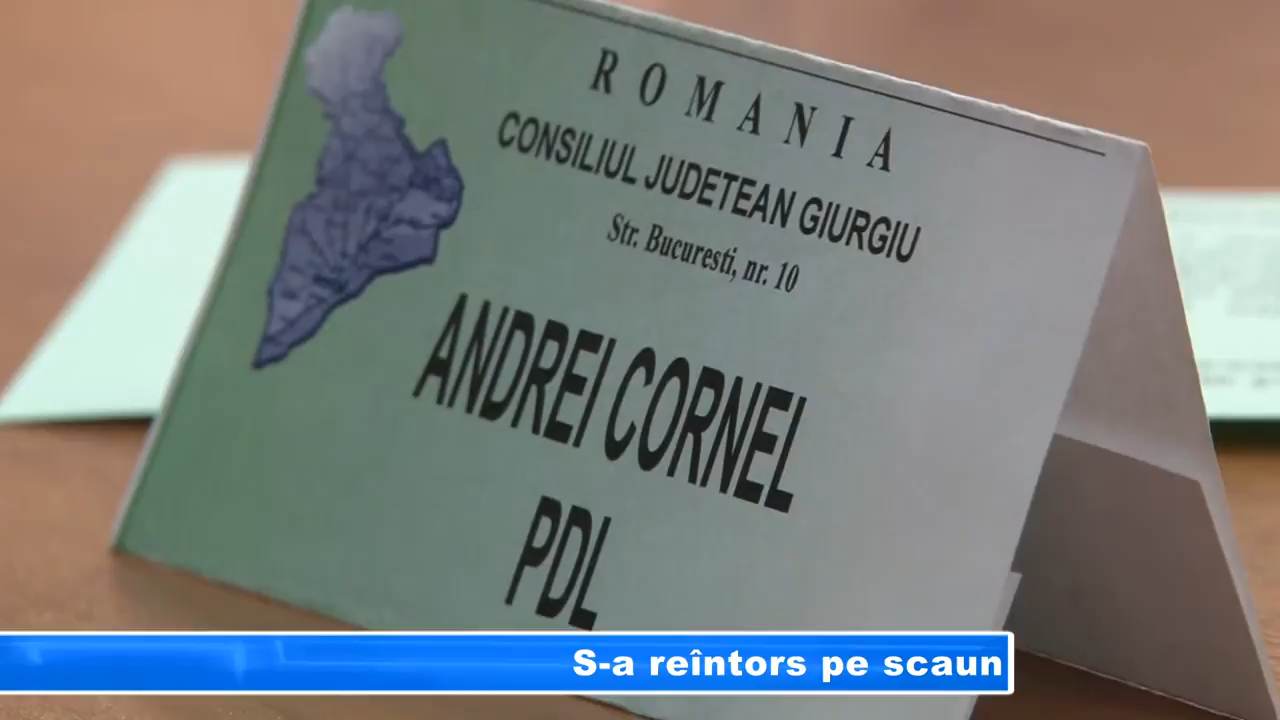 ROMANIA
CONSILIUL JUDETEAN GIURGIU
Str. Bucuresti, nr. 10
ANDREI CORNEL
PDL
S-a reîntors pe scaun